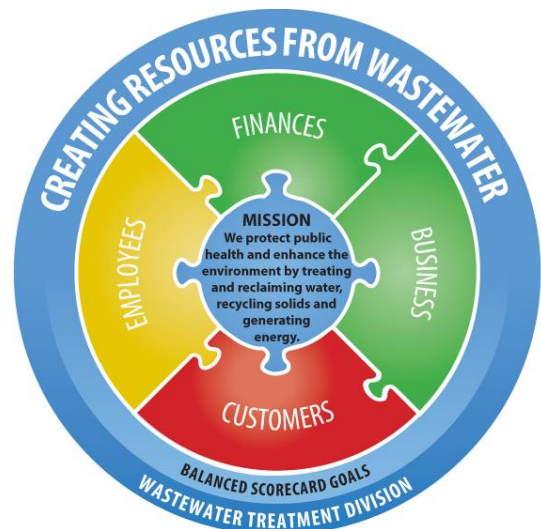 CREATING RESOURCES FROM WASTEWATER
FINANCES
EMPLOYEES
MISSION
We protect public
health and enhance the
environment by treating
and reclaiming water,
recycling solids and
generating
energy.
BUSINESS
CUSTOMERS
BALANCED SCORECARD GOALS
WASTEWATER TREATMENT DIVISION